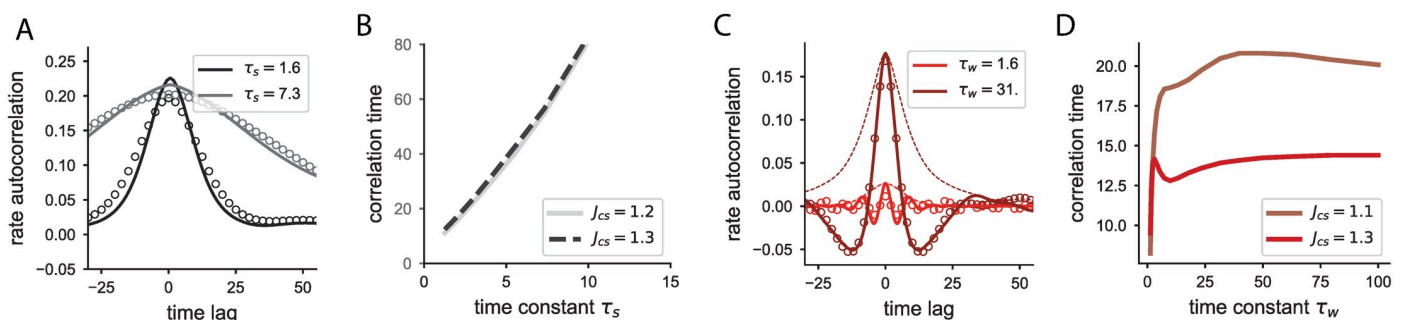 A
rate autocorrelation
0.25
0.20
0.15
0.10
0.05
0.00
−0.05
τs = 1.6
τs = 7.3
−25
0
25
50
time lag
B
correlation time
80
60
40
20
0
Jcs = 1.2
Jcs = 1.3
0
5
10
15
time constant τs
C
rate autocorrelation
0.15
0.10
0.05
0.00
−0.05
τw = 1.6
τw = 31.
−25
0
25
50
time lag
D
correlation time
20.0
17.5
15.0
12.5
10.0
Jcs = 1.1
Jcs = 1.3
0
25
50
75
100
time constant τw